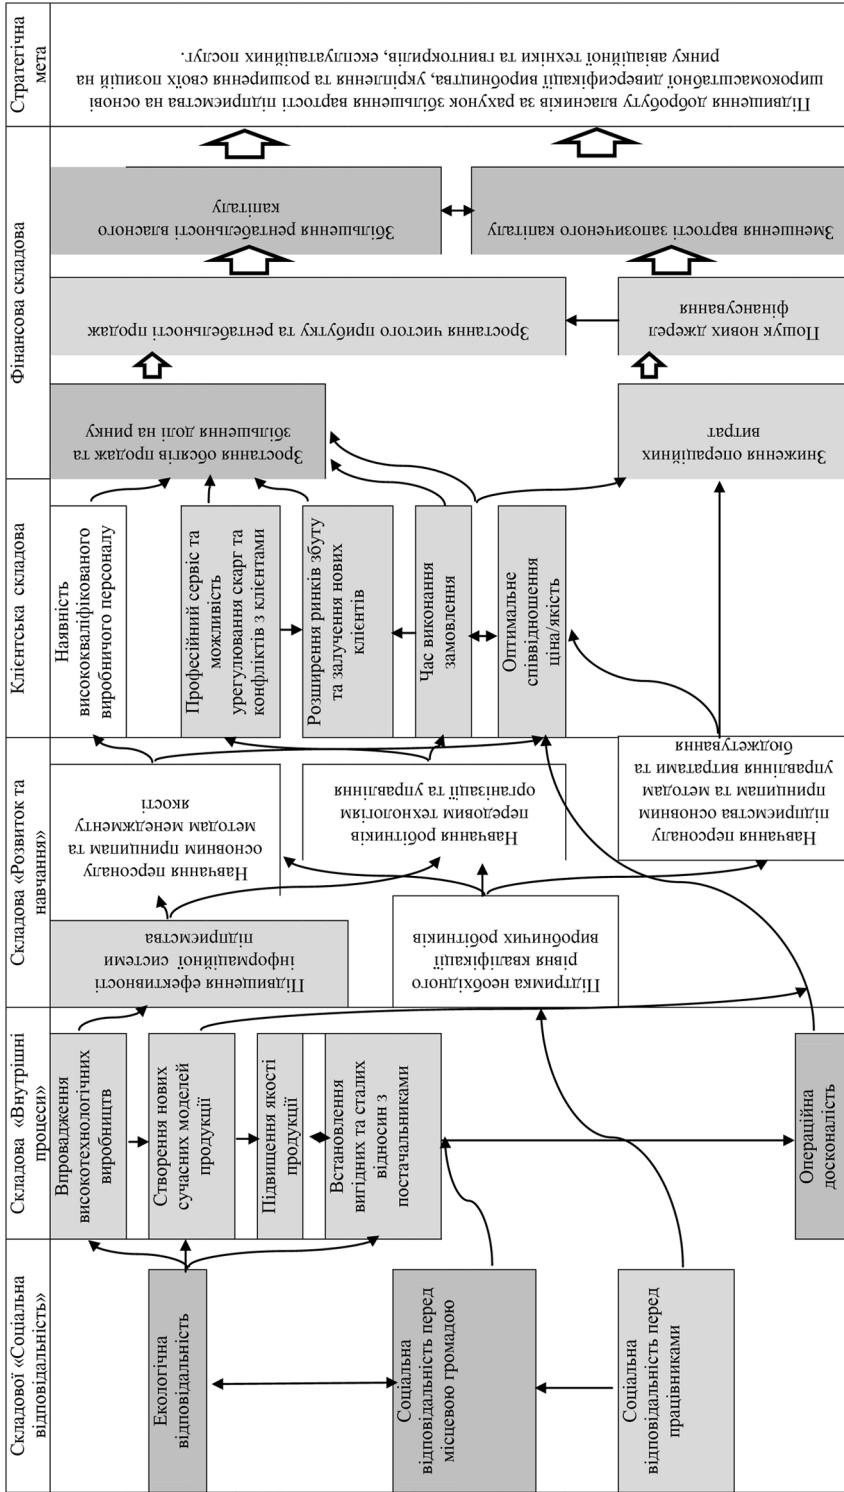 Складової «Соціальна
відповідальність»
Складова «Внутрішні
процеси»
Складова «Розвиток та
навчання»
Клієнтська складова
Фінансова складова
Стратегічна
мета
Екологічна
відповідальність
Соціальна
відповідальність перед
місцевою громадою
Соціальна
відповідальність перед
працівниками
Впровадження
високотехнологічних
виробництв
Створення нових
сучасних моделей
продукції
Підвищення якості
продукції
Встановлення
вигідних та сталих
відносин з
постачальниками
Операційна
досконалість
Підвищення ефективності
інформаційної системи
підприємства
Підтримка необхідного
рівня кваліфікації
виробничих робітників
Навчання персоналу
основним принципам та
методам менеджменту
якості
Навчання робітників
передовим технологіям
організації та управління
Навчання персоналу
підприємства основним
принципам та методам
управління витратами та
бюджетування
Наявність
висококваліфікованого
виробничого персоналу
Професійний сервіс та
можливість
урегулювання скарг та
конфліктів з клієнтами
Розширення ринків збуту
та залучення нових
клієнтів
Час виконання
замовлення
Оптимальне
співвідношення
ціна/якість
Зростання обсягів продаж та
збільшення долі на ринку
Зниження операційних
витрат
Зростання чистого прибутку та рентабельності продаж
Пошук нових джерел
фінансування
Збільшення рентабельності власного
капіталу
Зменшення вартості запозиченого капіталу
Підвищення добробуту власників за рахунок збільшення вартості підприємства на основі
широкомасштабної диверсифікації виробництва, укріплення та розширення своїх позицій на
ринку авіаційної техніки та гвинтокрилів, експлуатаційних послуг.